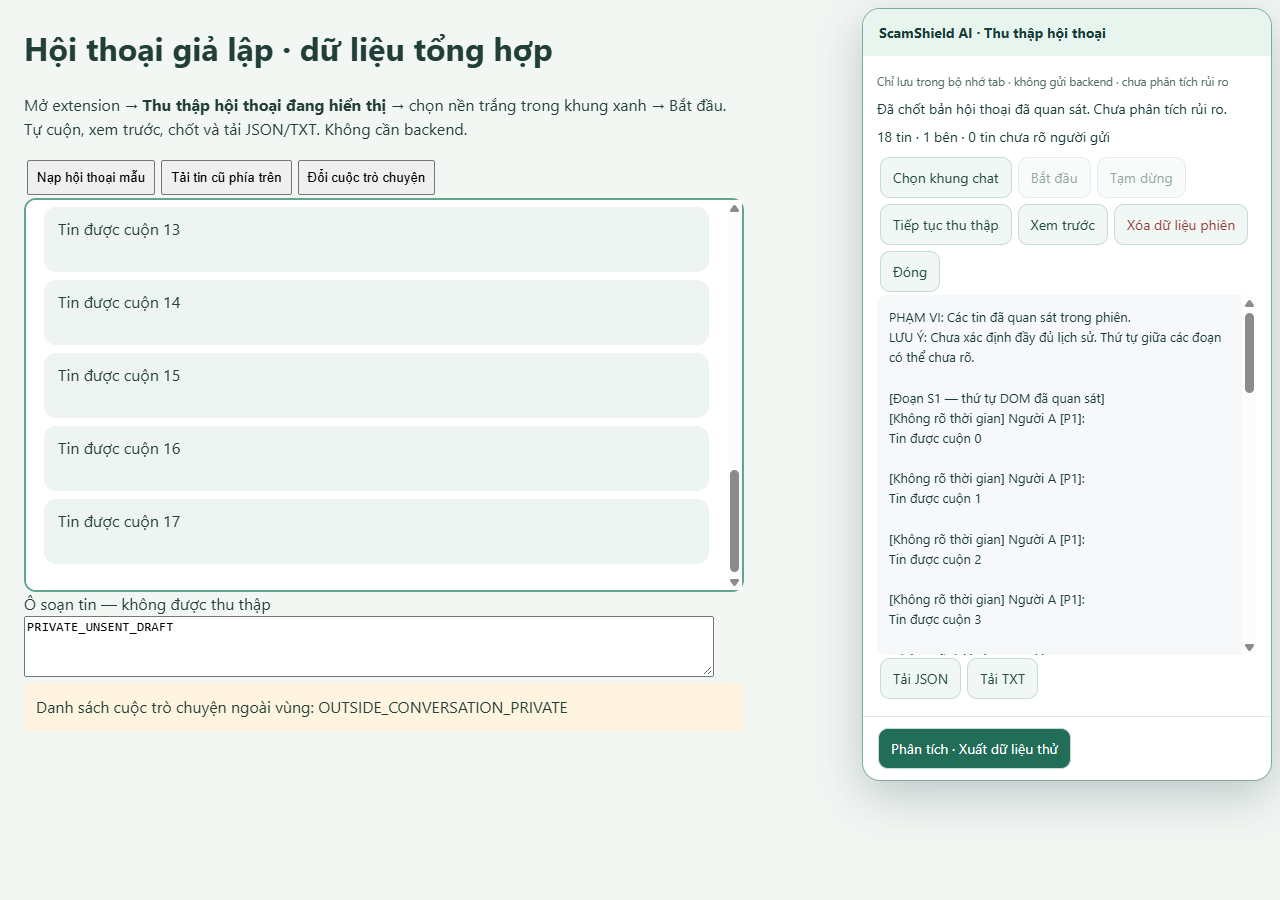 Hội thoại giả lập · dữ liệu tổng hợp
Mở extension → Thu thập hội thoại đang hiển thị → chọn nền trắng trong khung xanh → Bắt đầu.
Tự cuộn, xem trước, chốt và tải JSON/TXT. Không cần backend.
Nạp hội thoại mẫu
Tải tin cũ phía trên
Đổi cuộc trò chuyện
Tin được cuộn 13
Tin được cuộn 14
Tin được cuộn 15
Tin được cuộn 16
Tin được cuộn 17
Ô soạn tin — không được thu thập
PRIVATE_UNSENT_DRAFT
Danh sách cuộc trò chuyện ngoài vùng: OUTSIDE_CONVERSATION_PRIVATE
ScamShield AI · Thu thập hội thoại
Chỉ lưu trong bộ nhớ tab · không gửi backend · chưa phân tích rủi ro
Đã chốt bản hội thoại đã quan sát. Chưa phân tích rủi ro.
18 tin · 1 bên · 0 tin chưa rõ người gửi
Chọn khung chat
Bắt đầu
Tạm dừng
Tiếp tục thu thập
Xem trước
Xóa dữ liệu phiên
Đóng
PHẠM VI: Các tin đã quan sát trong phiên.
LƯU Ý: Chưa xác định đầy đủ lịch sử. Thứ tự giữa các đoạn
có thể chưa rõ.
[Đoạn S1 — thứ tự DOM đã quan sát]
[Không rõ thời gian] Người A [P1]:
Tin được cuộn 0
[Không rõ thời gian] Người A [P1]:
Tin được cuộn 1
[Không rõ thời gian] Người A [P1]:
Tin được cuộn 2
[Không rõ thời gian] Người A [P1]:
Tin được cuộn 3
Tải JSON
Tải TXT
Phân tích · Xuất dữ liệu thử